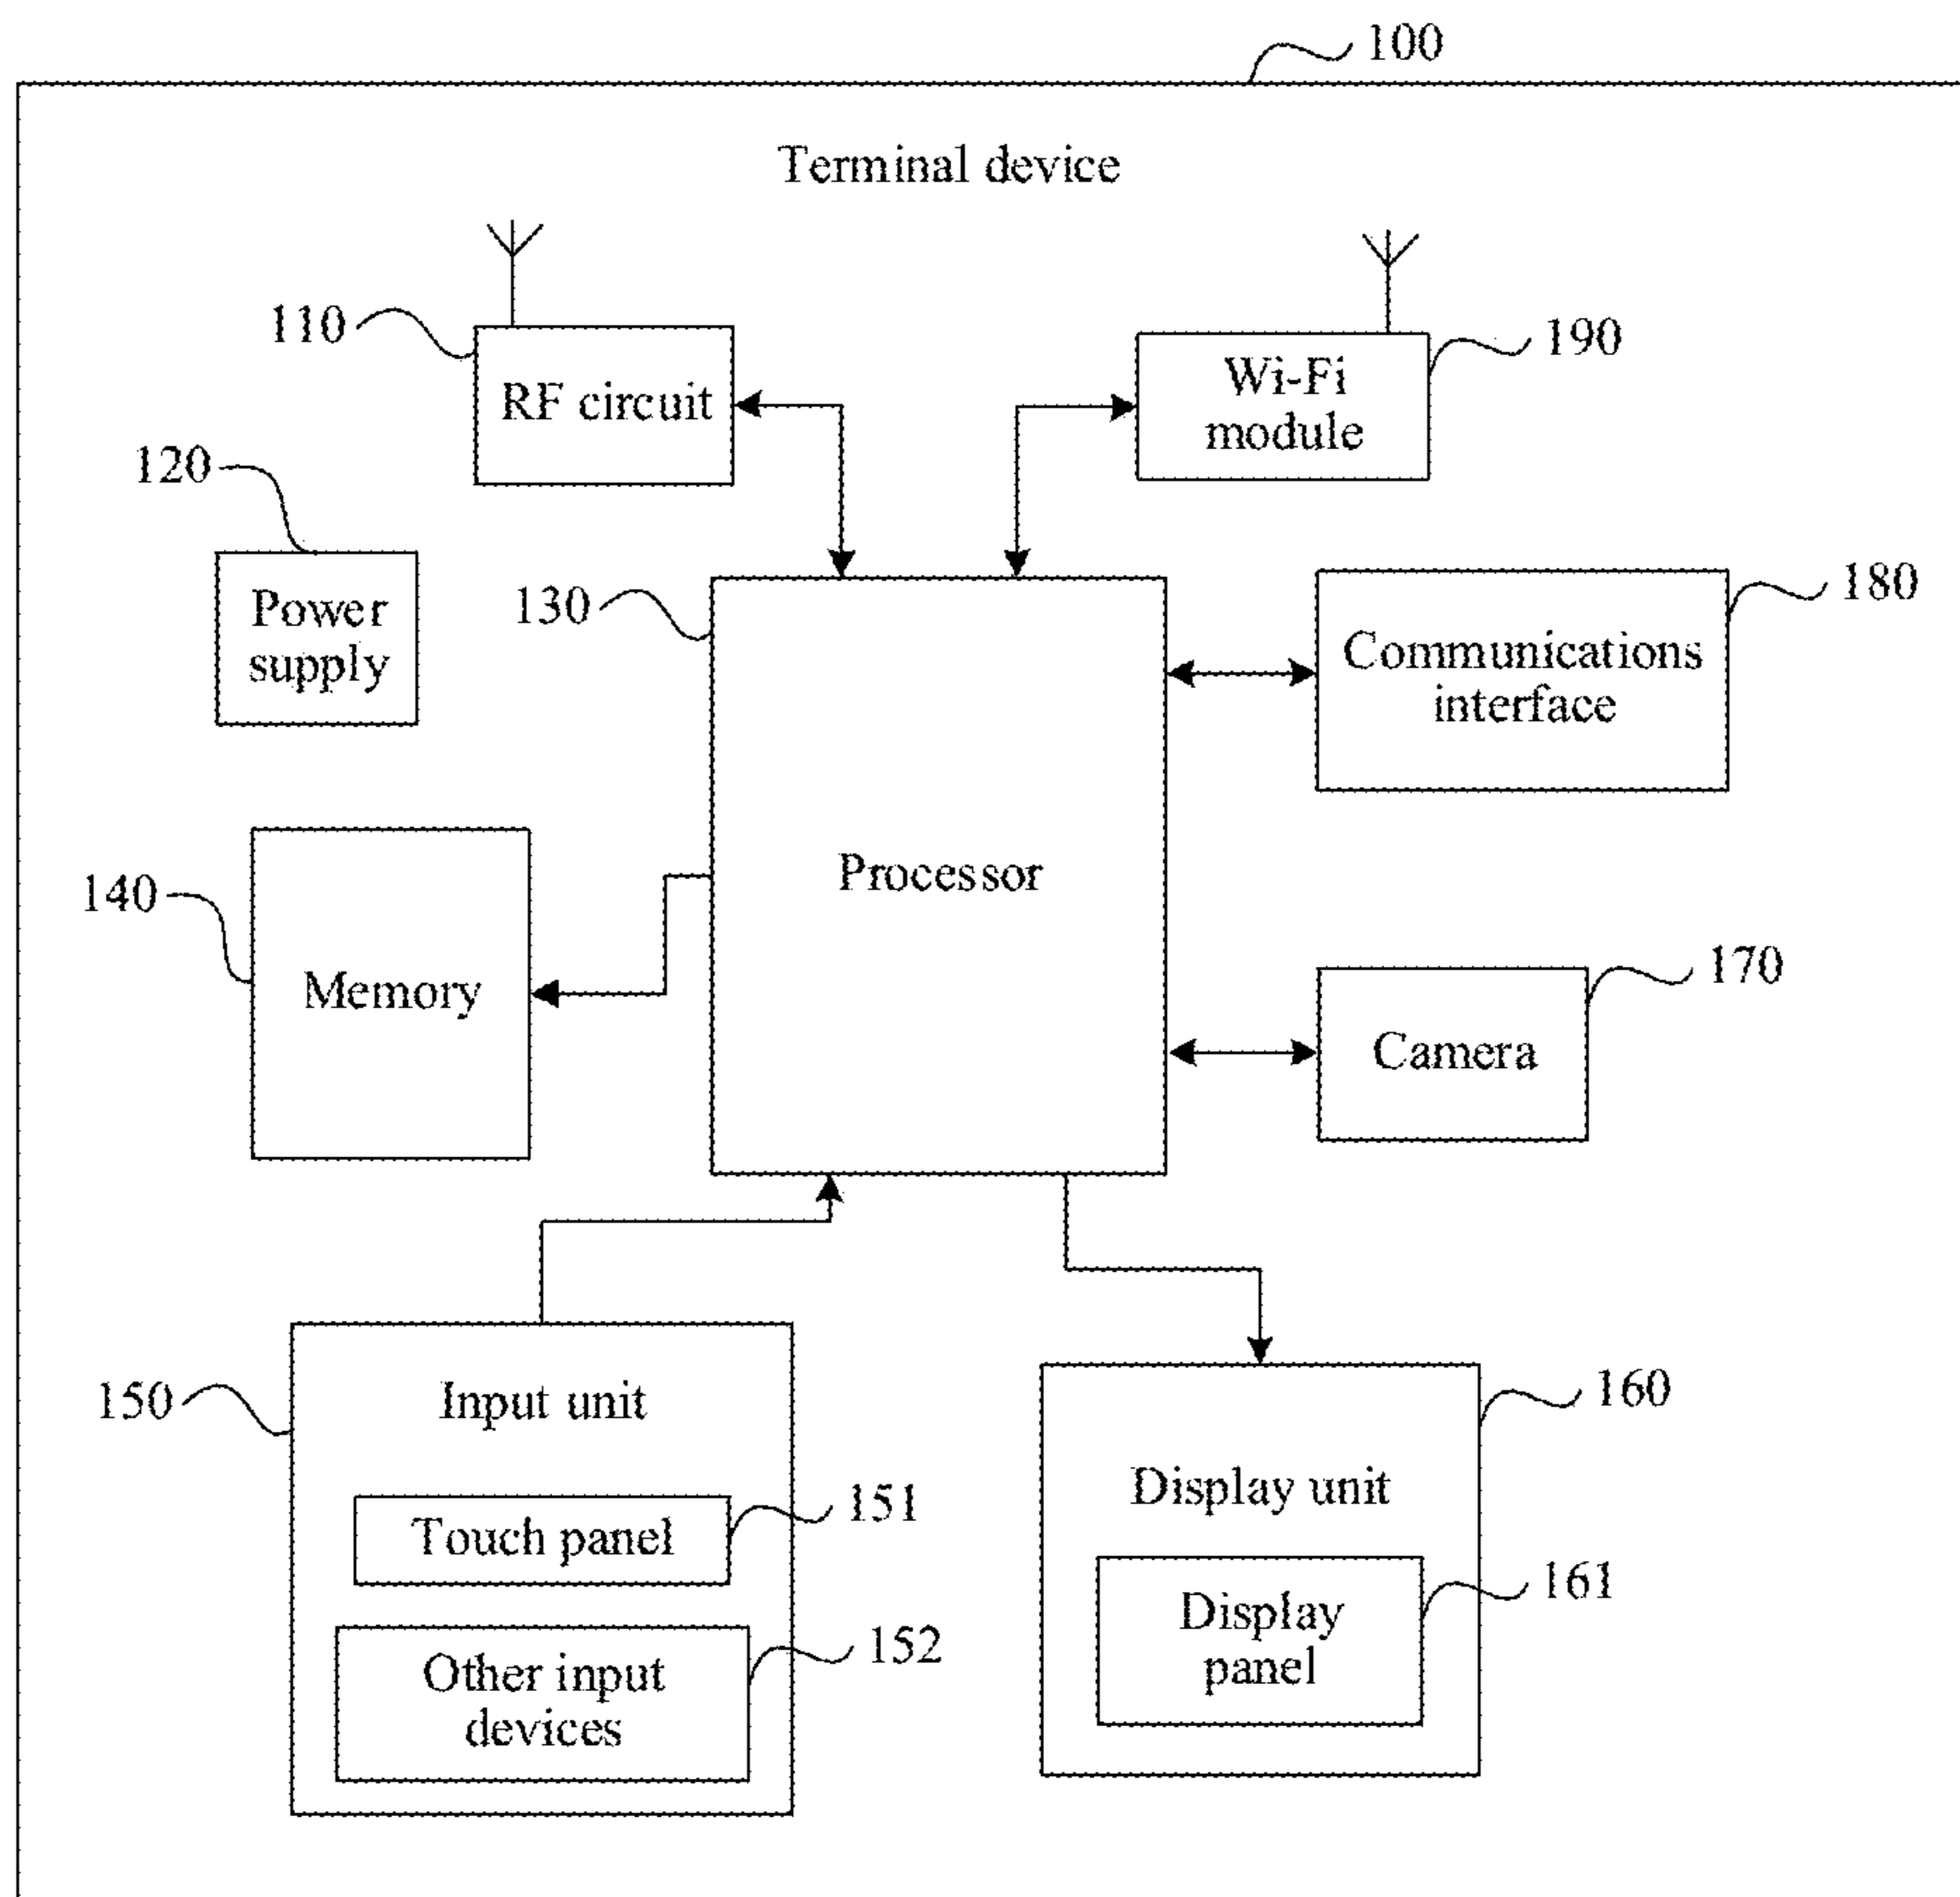 100
Terminal device
110
RF circuit
190
Wi-Fi
module
120
Power
supply
130
Processor
180
Communications
interface
140
Memory
170
Camera
150
Input unit
151
Touch panel
152
Other input
devices
160
Display unit
161
Display
panel